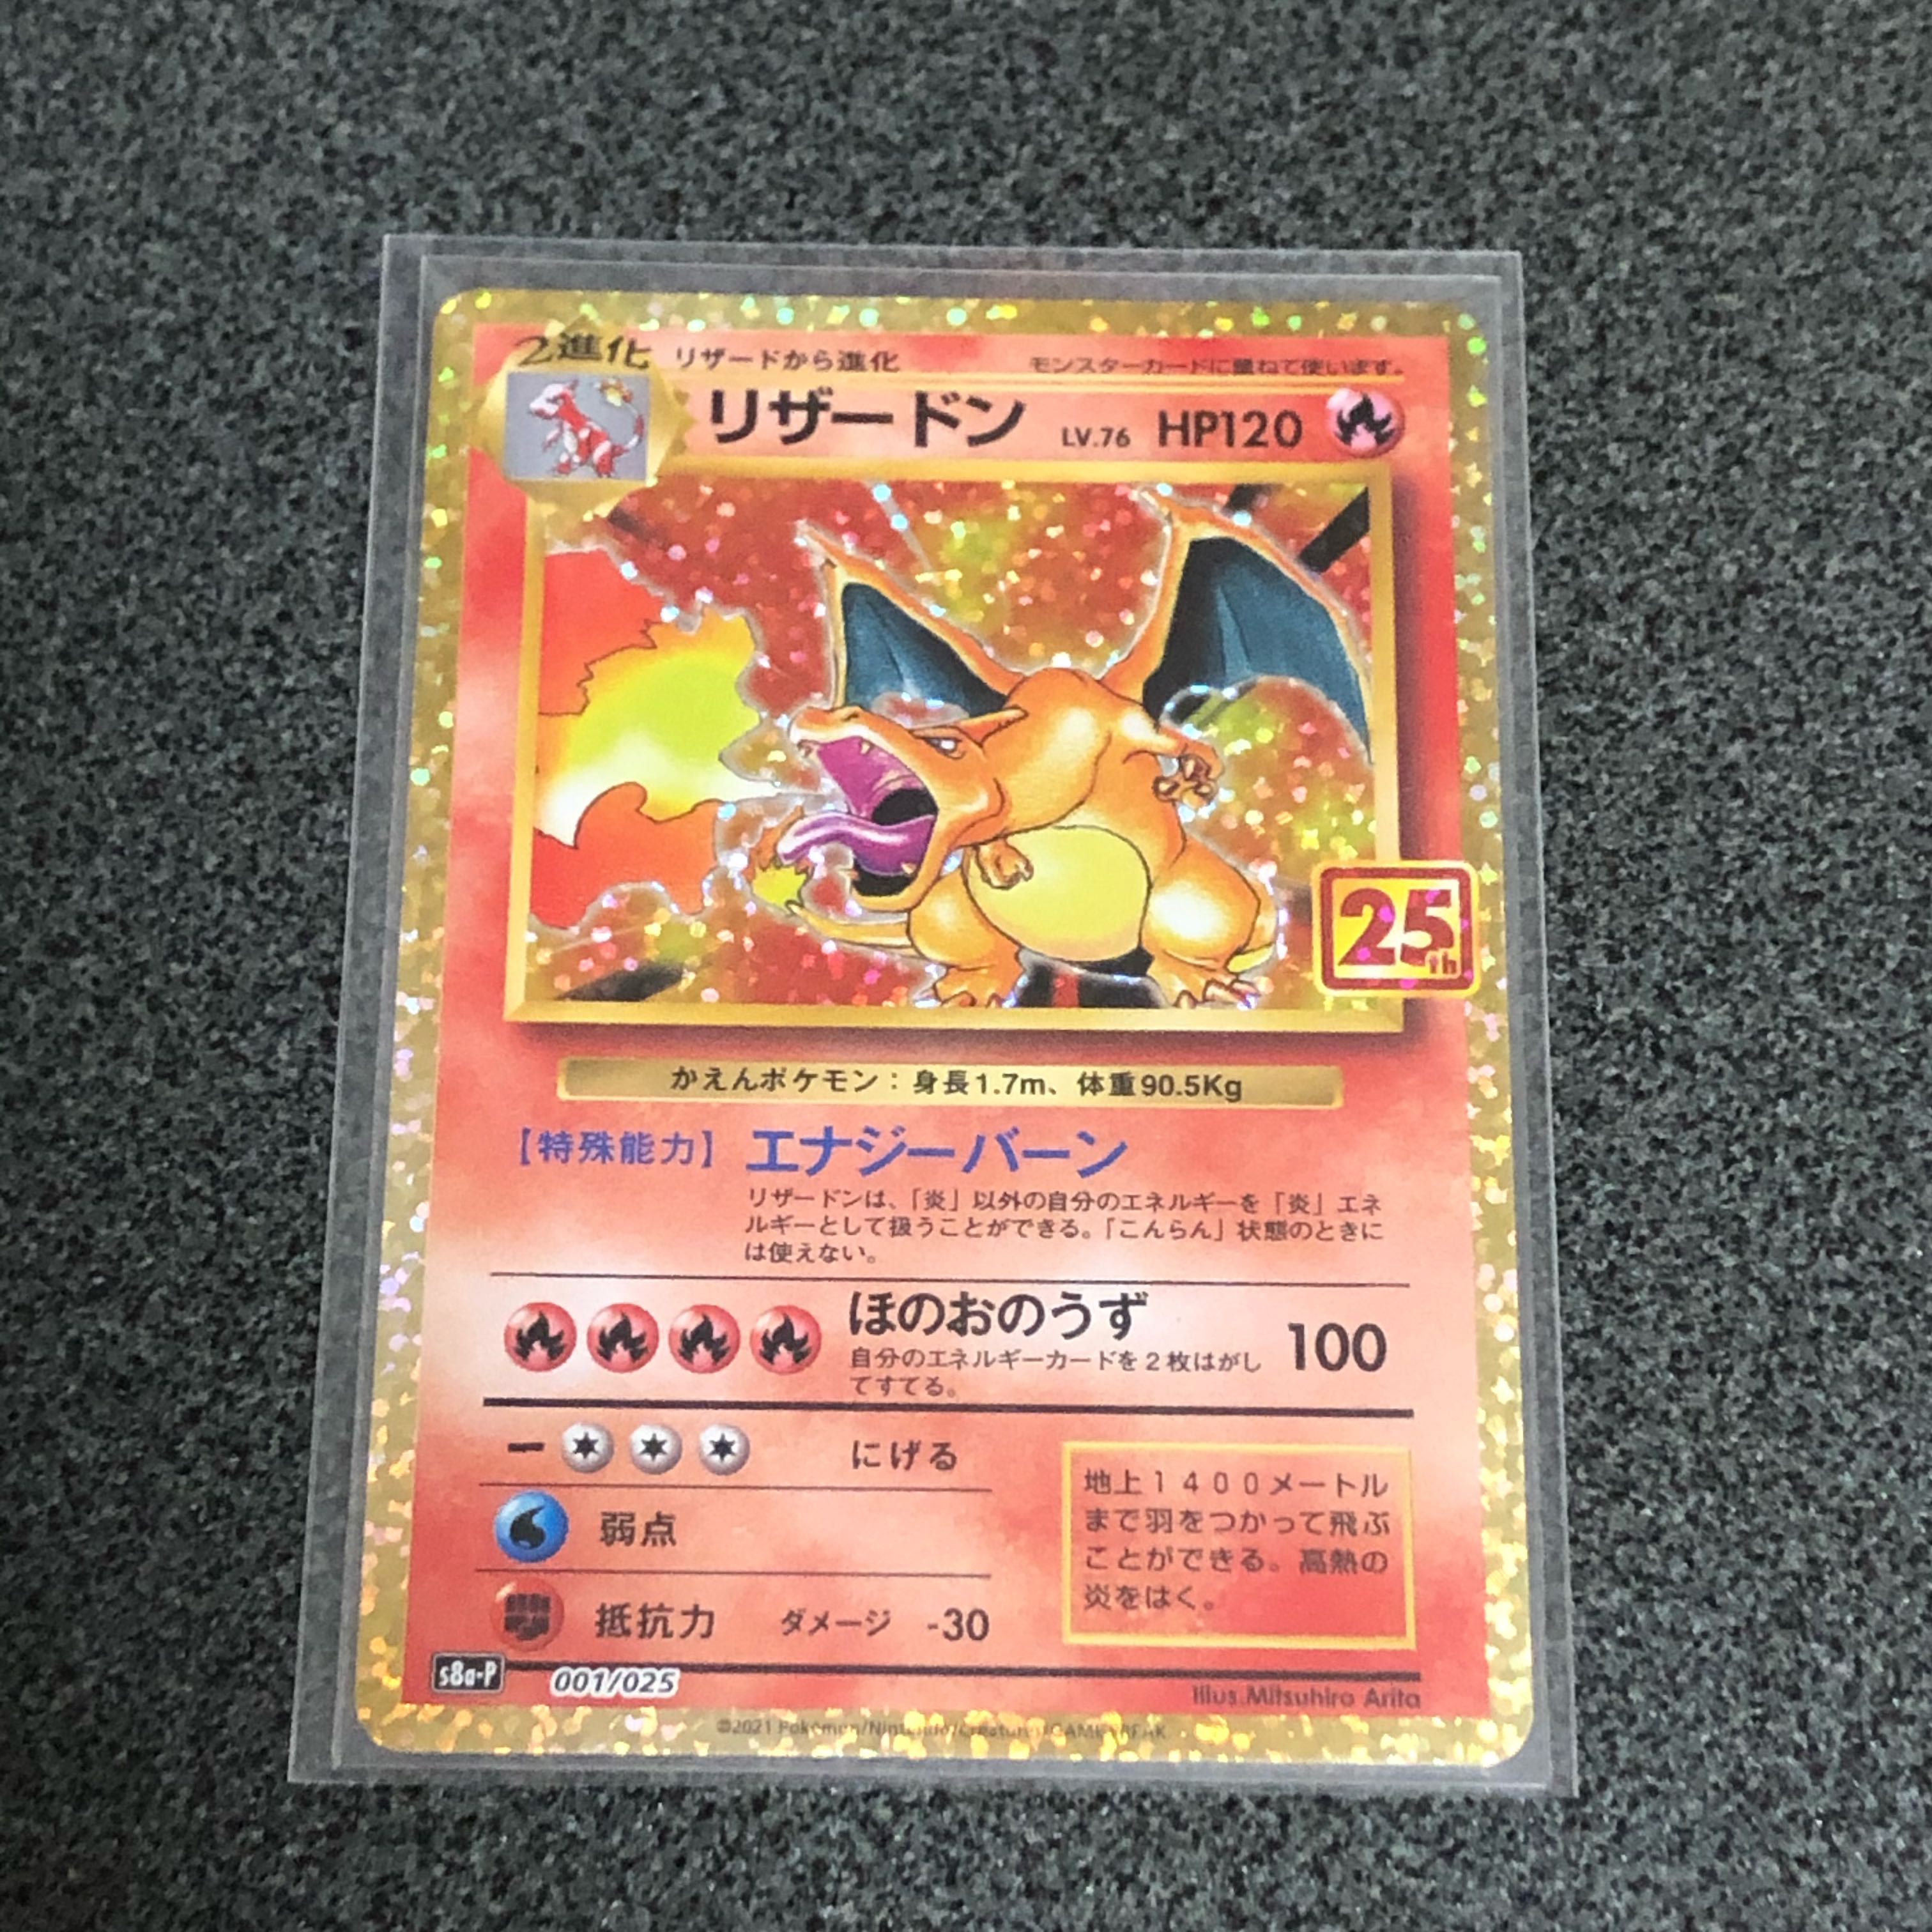 2進化 リザードから進化 モンスターカードに重ねて使います。
リザードン LV.76 HP120
25th
かえんポケモン：身長1.7m、体重90.5Kg
【特殊能力】 エナジーバーン
リザードンは、「炎」以外の自分のエネルギーを「炎」エネ
ルギーとして扱うことができる。「こんらん」状態のときに
は使えない。
ほのおのうず 100
自分のエネルギーカードを２枚はがし
てすてる。
ー にげる
弱点
抵抗力 ダメージ -30
地上１４００メートル
まで羽をつかって飛ぶ
ことができる。高熱の
炎をはく。
s8a-P 001/025
Illus.Mitsuhiro Arita
©2021 Pokémon/Nintendo/Creatures/GAME FREAK